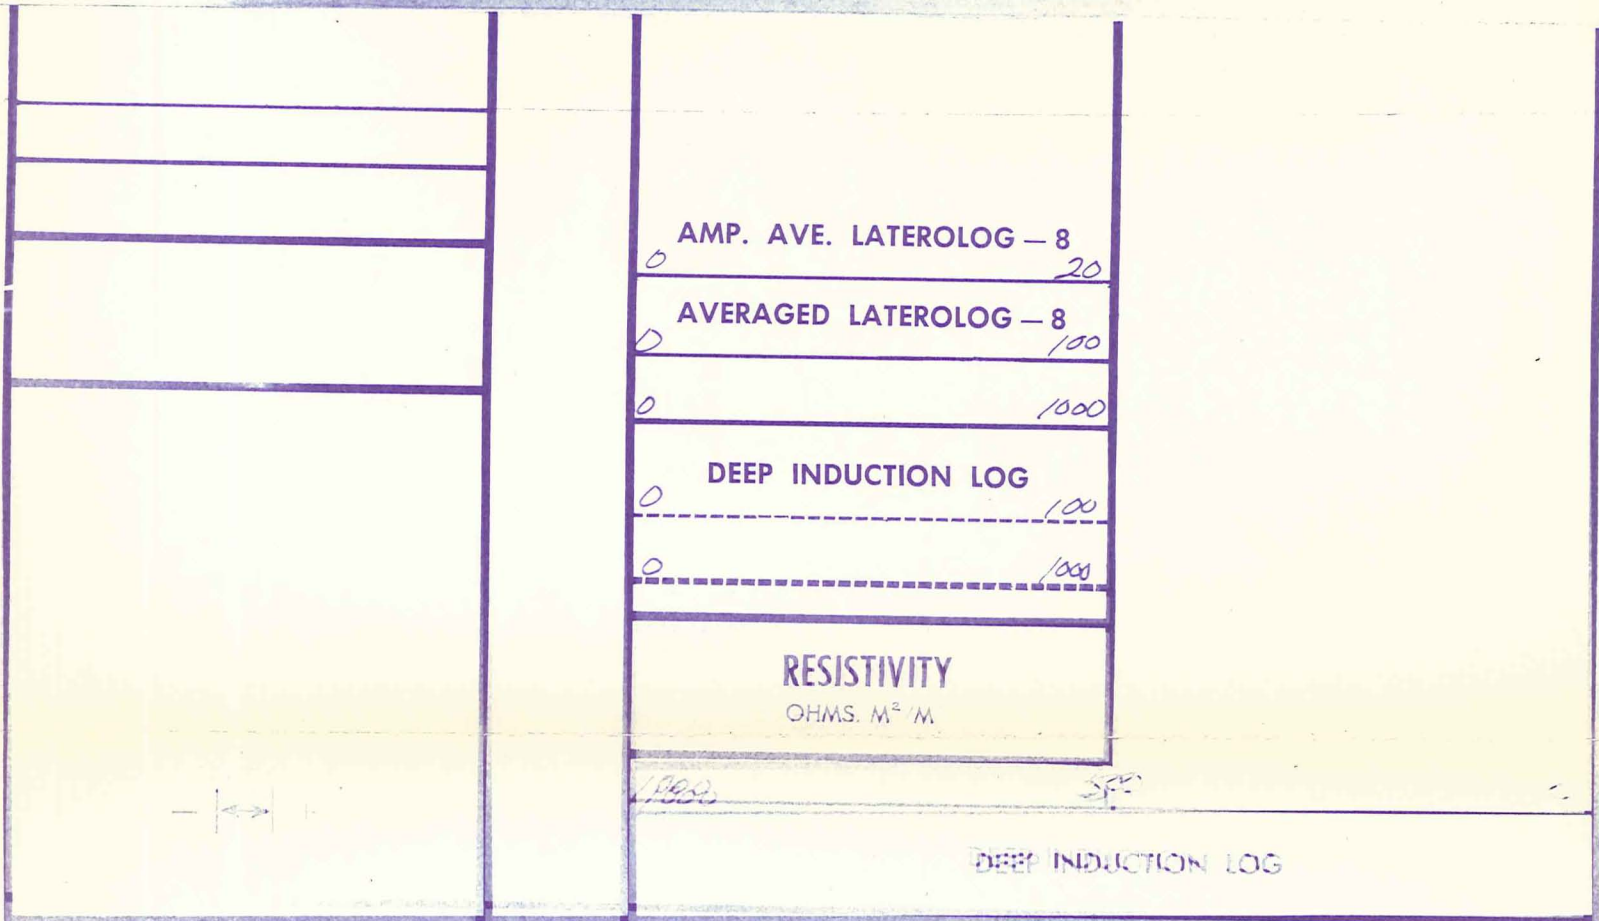 AMP. AVE. LATEROLOG — 8
0 20
AVERAGED LATEROLOG — 8
0 100
0 1000
DEEP INDUCTION LOG
0 100
0 1000
RESISTIVITY
OHMS. M²/M
500
DEEP INDUCTION LOG